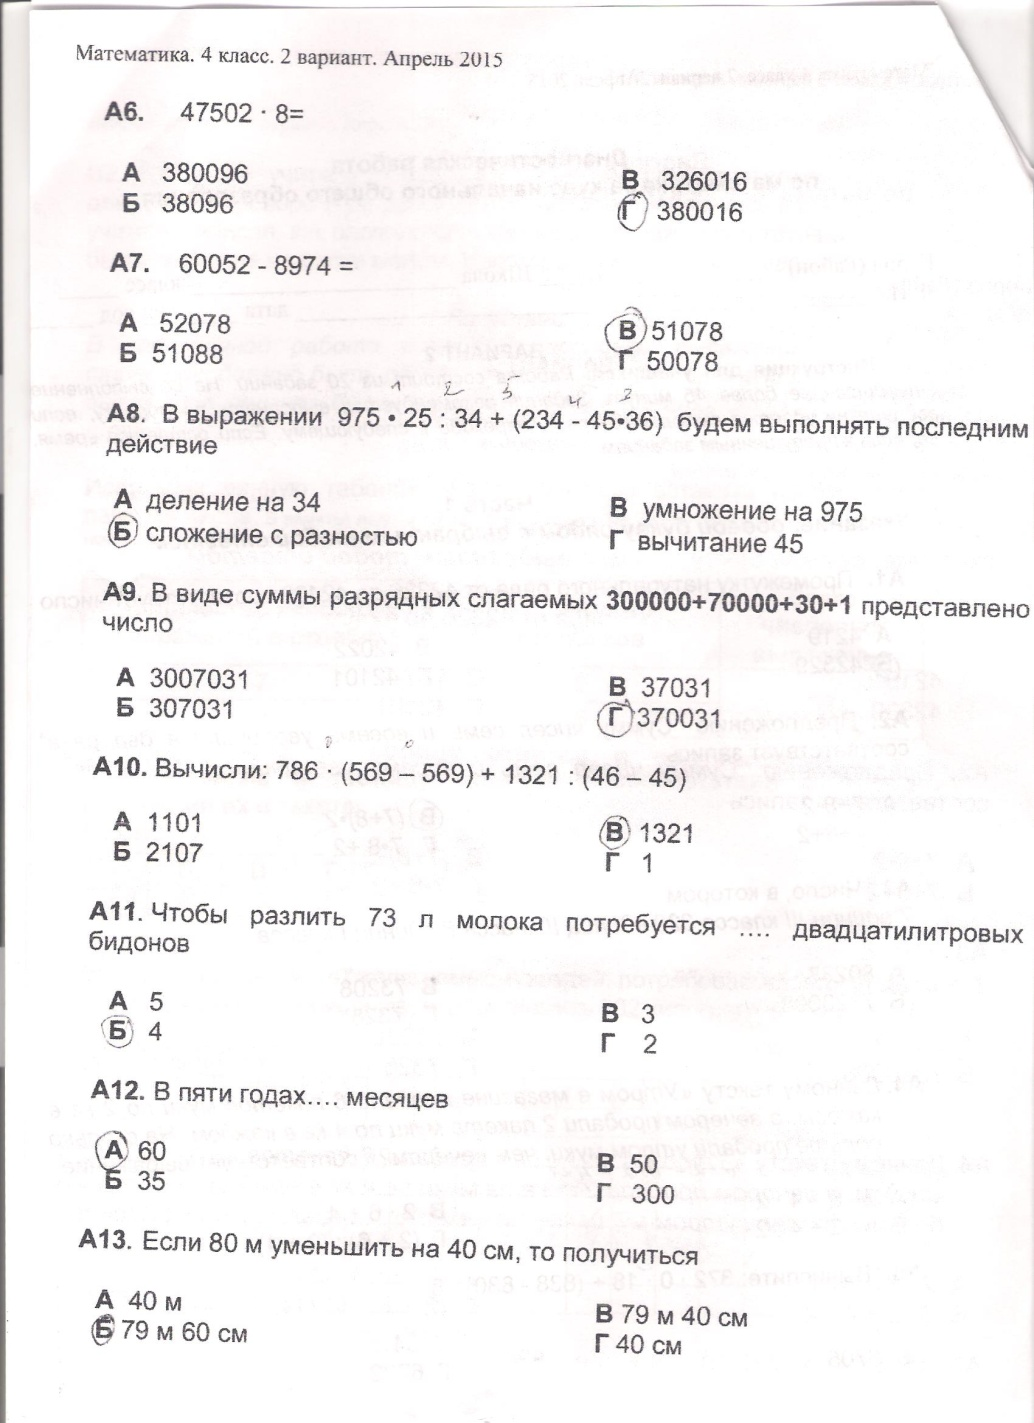 Математика. 4 класс. 2 вариант. Апрель 2015
А6. 47502 · 8=
А 380096
Б 38096
В 326016
Г 380016
А7. 60052 - 8974 =
А 52078
Б 51088
В 51078
Г 50078
А8. В выражении 975 • 25 : 34 + (234 - 45•36) будем выполнять последним
действие
А деление на 34
Б сложение с разностью
В умножение на 975
Г вычитание 45
А9. В виде суммы разрядных слагаемых 300000+70000+30+1 представлено
число
А 3007031
Б 307031
В 37031
Г 370031
А10. Вычисли: 786 · (569 – 569) + 1321 : (46 – 45)
А 1101
Б 2107
В 1321
Г 1
А11. Чтобы разлить 73 л молока потребуется .... двадцатилитровых
бидонов
А 5
Б 4
В 3
Г 2
А12. В пяти годах.... месяцев
А 60
Б 35
В 50
Г 300
А13. Если 80 м уменьшить на 40 см, то получиться
А 40 м
Б 79 м 60 см
В 79 м 40 см
Г 40 см